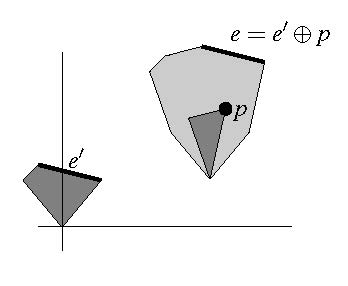 e = e′ ⊕ p
p
e′